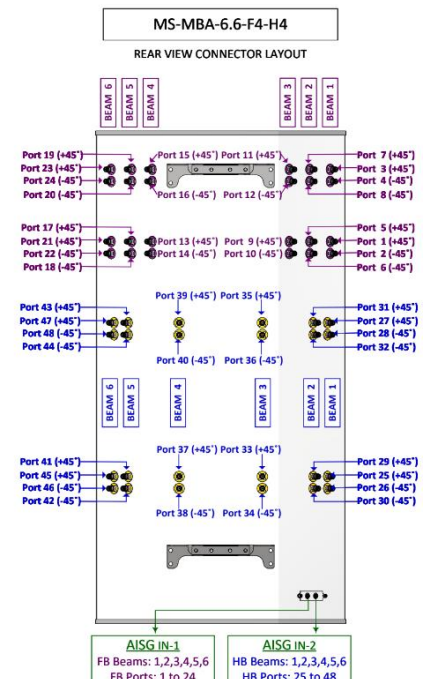 MS-MBA-6.6-F4-H4
REAR VIEW CONNECTOR LAYOUT
BEAM 6
BEAM 5
BEAM 4
BEAM 3
BEAM 2
BEAM 1
Port 19 (+45°)
Port 23 (+45°)
Port 24 (-45°)
Port 20 (-45°)
Port 15 (+45°)
Port 16 (-45°)
Port 11 (+45°)
Port 12 (-45°)
Port 7 (+45°)
Port 3 (+45°)
Port 4 (-45°)
Port 8 (-45°)
Port 17 (+45°)
Port 21 (+45°)
Port 22 (-45°)
Port 18 (-45°)
Port 13 (+45°)
Port 14 (-45°)
Port 9 (+45°)
Port 10 (-45°)
Port 5 (+45°)
Port 1 (+45°)
Port 2 (-45°)
Port 6 (-45°)
Port 43 (+45°)
Port 47 (+45°)
Port 48 (-45°)
Port 44 (-45°)
Port 39 (+45°)
Port 40 (-45°)
Port 35 (+45°)
Port 36 (-45°)
Port 31 (+45°)
Port 27 (+45°)
Port 28 (-45°)
Port 32 (-45°)
BEAM 6
BEAM 5
BEAM 4
BEAM 3
BEAM 2
BEAM 1
Port 41 (+45°)
Port 45 (+45°)
Port 46 (-45°)
Port 42 (-45°)
Port 37 (+45°)
Port 38 (-45°)
Port 33 (+45°)
Port 34 (-45°)
Port 29 (+45°)
Port 25 (+45°)
Port 26 (-45°)
Port 30 (-45°)
AISG IN-1
FB Beams: 1,2,3,4,5,6
FB Ports: 1 to 24
AISG IN-2
HB Beams: 1,2,3,4,5,6
HB Ports: 25 to 48